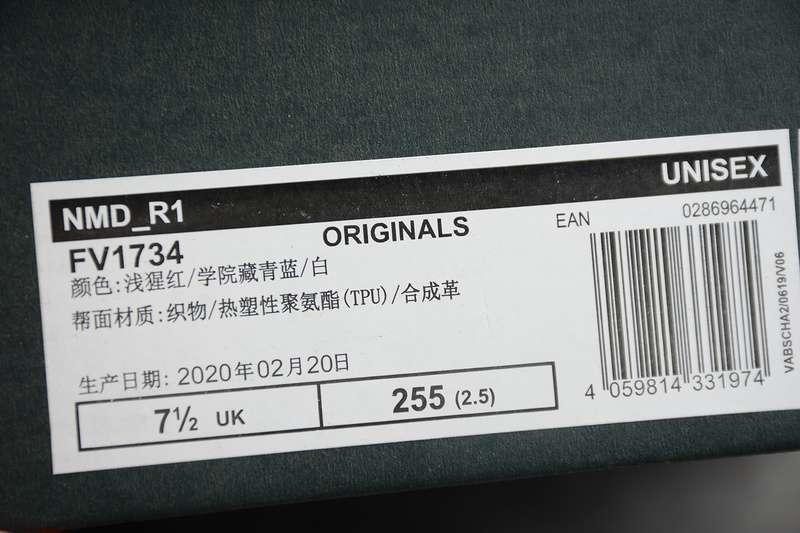 NMD_R1
UNISEX
FV1734
ORIGINALS
EAN
0286964471
颜色:浅猩红/学院藏青蓝/白
帮面材质:织物/热塑性聚氨酯(TPU)/合成革
生产日期: 2020年02月20日
7½ UK
255 (2.5)
4 059814 331974
VABSCHA2/0619/V06